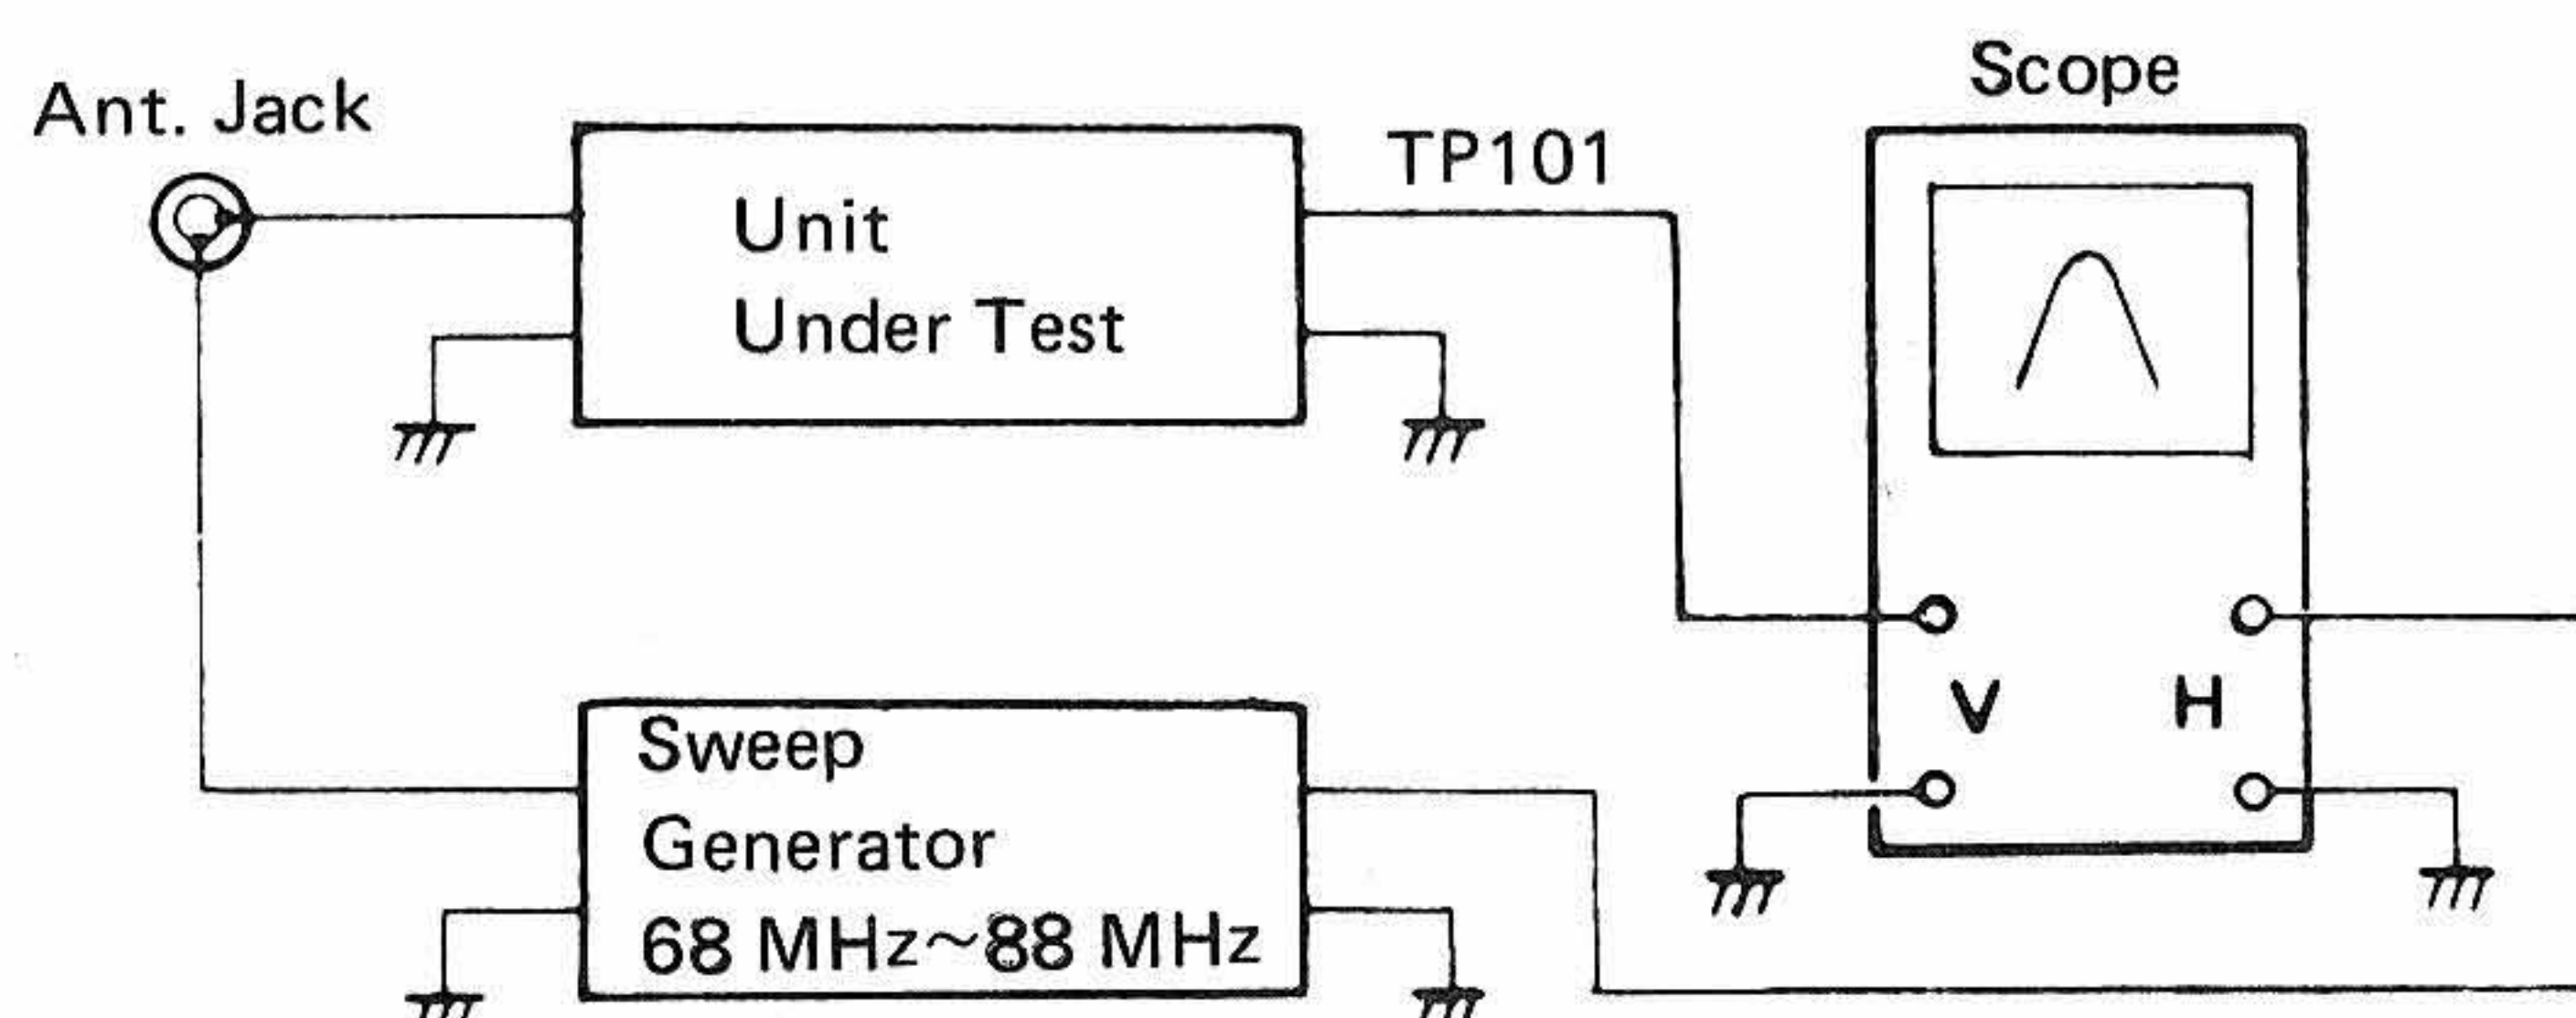 Ant. Jack
Unit
Under Test
TP101
Scope
V
H
Sweep
Generator
68 MHz~88 MHz